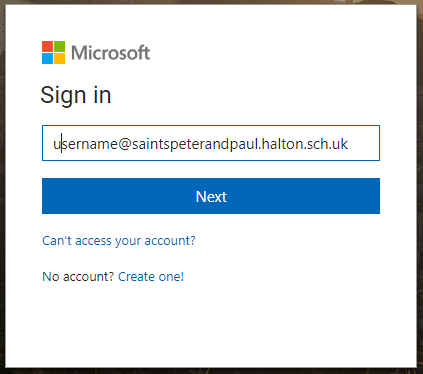 Microsoft
Sign in
username@saintspeterandpaul.halton.sch.uk
Next
Can't access your account?
No account? Create one!